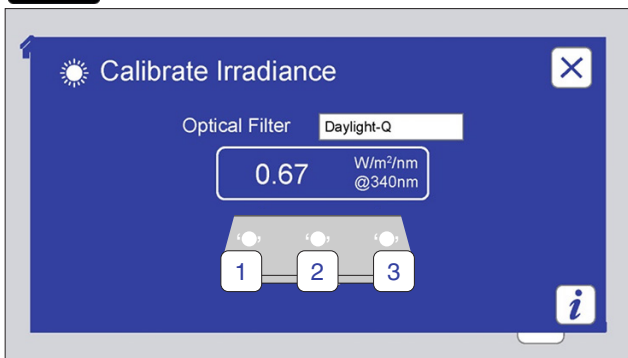 Calibrate Irradiance
Optical Filter Daylight-Q
0.67 W/m²/nm
@340nm
1 2 3
i